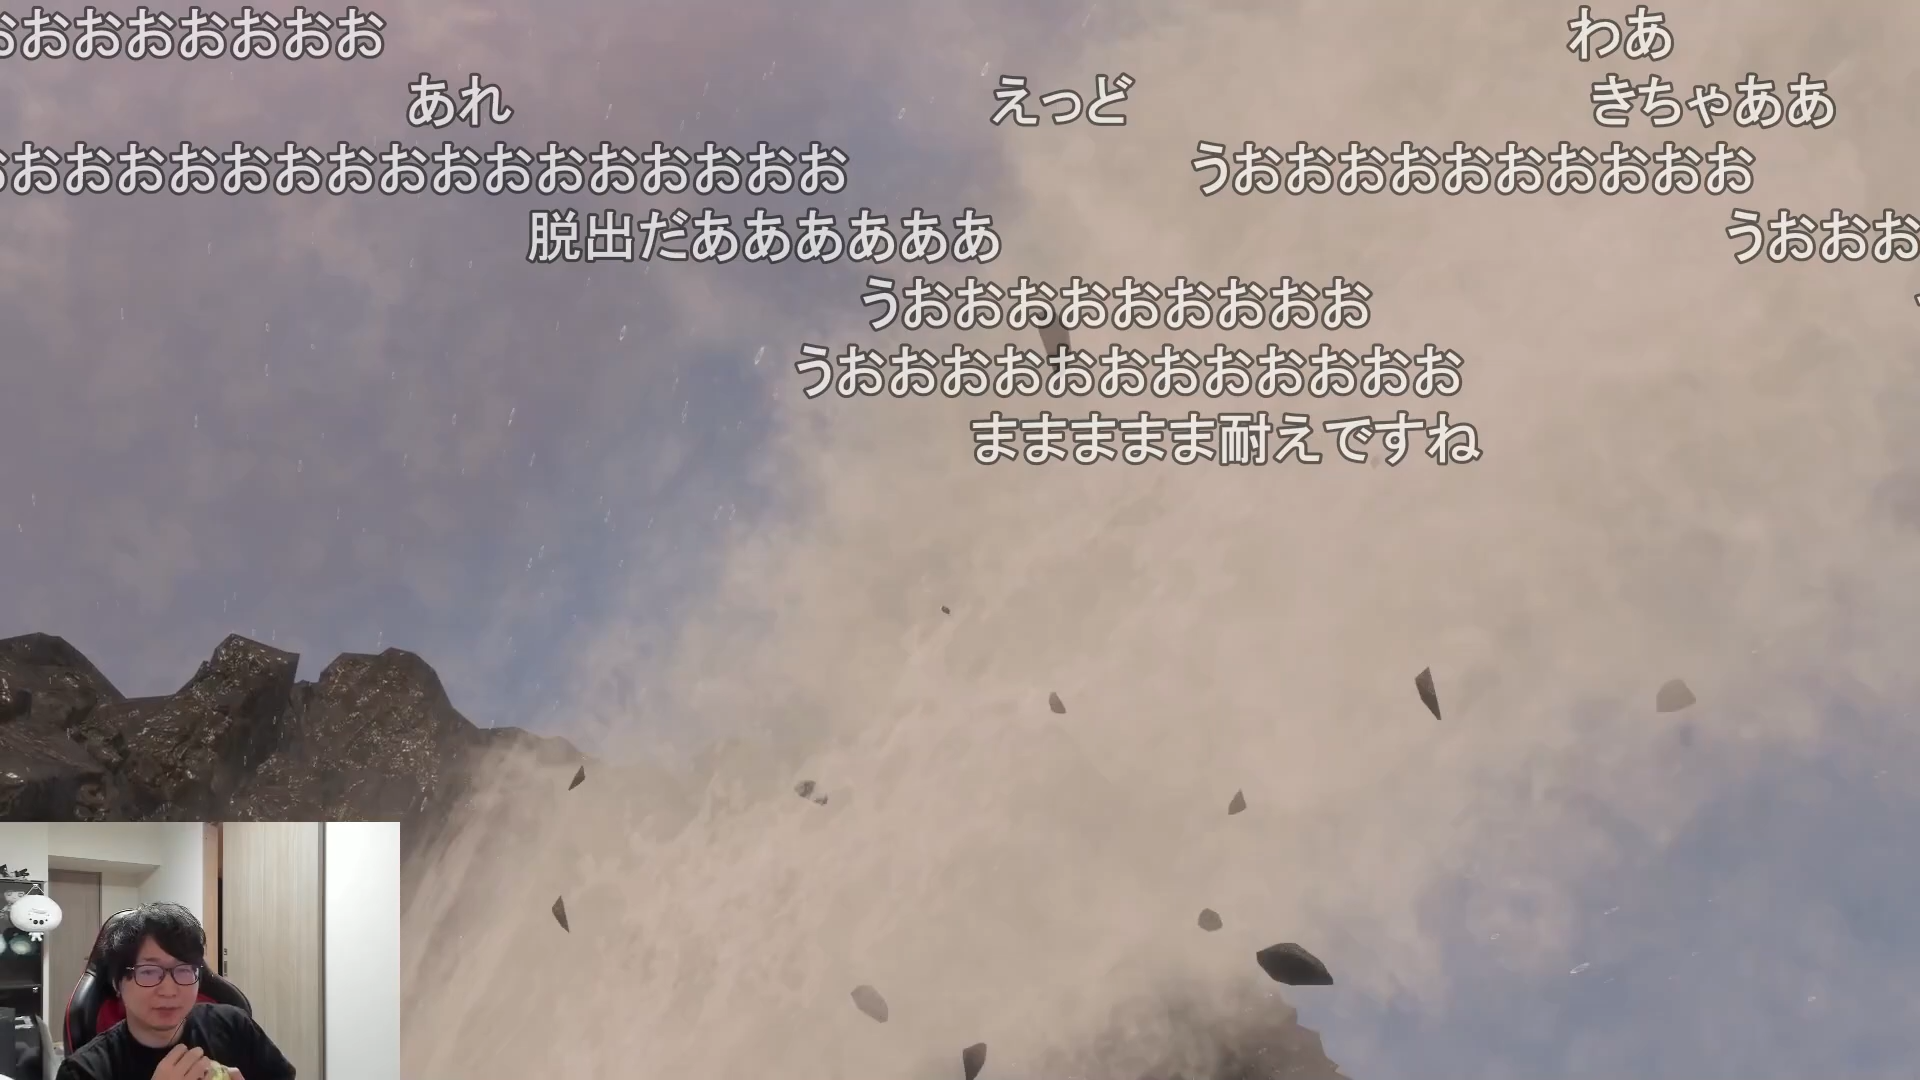 おおおおおおおお
わあ
あれ
えっど
きちゃああ
おおおおおおおおおおおおおおおおお
うおおおおおおおおおお
脱出だああああああ
うおおお
うおおおおおおおおお
うおおおおおおおおおおおお
まままままま耐えですね